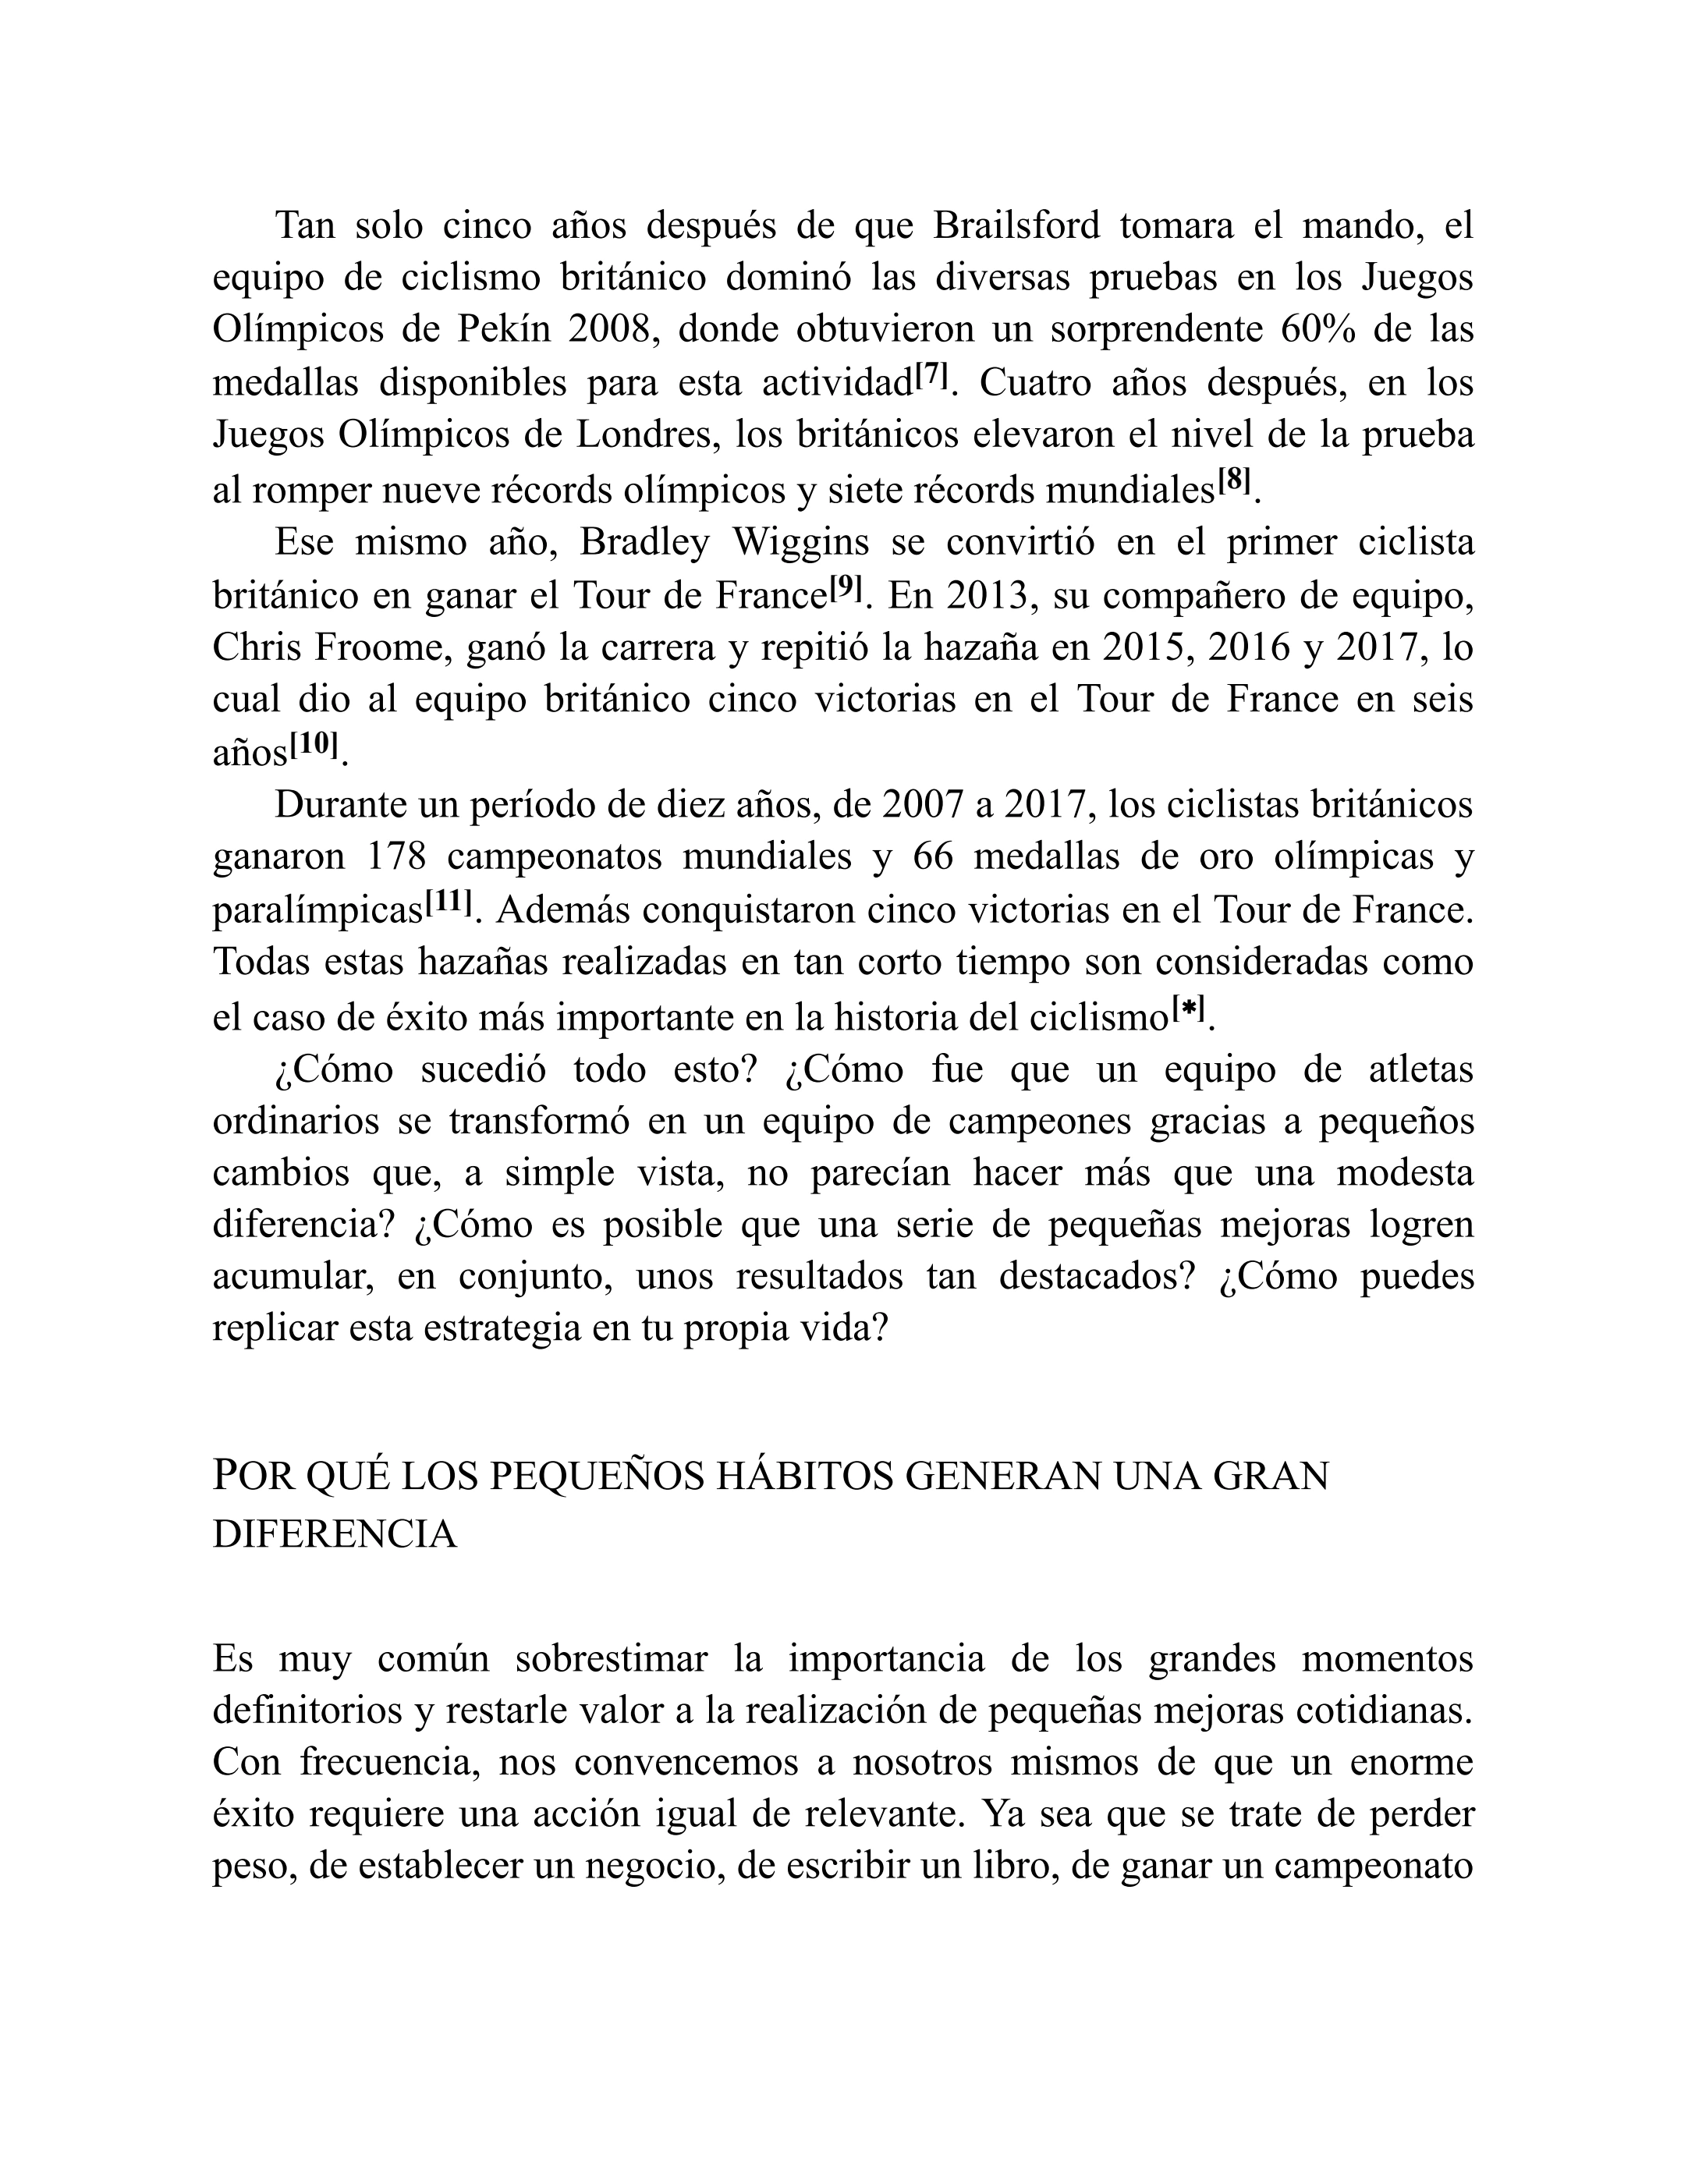 Tan solo cinco años después de que Brailsford tomara el mando, el
equipo de ciclismo británico dominó las diversas pruebas en los Juegos
Olímpicos de Pekín 2008, donde obtuvieron un sorprendente 60% de las
medallas disponibles para esta actividad[7]. Cuatro años después, en los
Juegos Olímpicos de Londres, los británicos elevaron el nivel de la prueba
al romper nueve récords olímpicos y siete récords mundiales[8].
Ese mismo año, Bradley Wiggins se convirtió en el primer ciclista
británico en ganar el Tour de France[9]. En 2013, su compañero de equipo,
Chris Froome, ganó la carrera y repitió la hazaña en 2015, 2016 y 2017, lo
cual dio al equipo británico cinco victorias en el Tour de France en seis
años[10].
Durante un período de diez años, de 2007 a 2017, los ciclistas británicos
ganaron 178 campeonatos mundiales y 66 medallas de oro olímpicas y
paralímpicas[11]. Además conquistaron cinco victorias en el Tour de France.
Todas estas hazañas realizadas en tan corto tiempo son consideradas como
el caso de éxito más importante en la historia del ciclismo[*].
¿Cómo sucedió todo esto? ¿Cómo fue que un equipo de atletas
ordinarios se transformó en un equipo de campeones gracias a pequeños
cambios que, a simple vista, no parecían hacer más que una modesta
diferencia? ¿Cómo es posible que una serie de pequeñas mejoras logren
acumular, en conjunto, unos resultados tan destacados? ¿Cómo puedes
replicar esta estrategia en tu propia vida?
POR QUÉ LOS PEQUEÑOS HÁBITOS GENERAN UNA GRAN
DIFERENCIA
Es muy común sobrestimar la importancia de los grandes momentos
definitorios y restarle valor a la realización de pequeñas mejoras cotidianas.
Con frecuencia, nos convencemos a nosotros mismos de que un enorme
éxito requiere una acción igual de relevante. Ya sea que se trate de perder
peso, de establecer un negocio, de escribir un libro, de ganar un campeonato